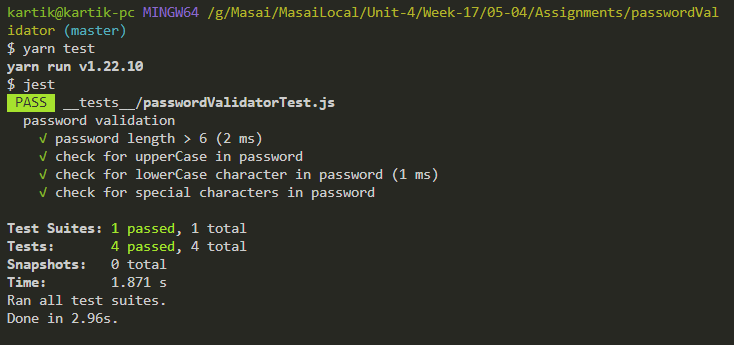 kartik@kartik-pc MINGW64 /g/Masai/MasaiLocal/Unit-4/Week-17/05-04/Assignments/passwordVal
idator (master)
$ yarn test
yarn run v1.22.10
$ jest
PASS __tests__/passwordValidatorTest.js
password validation
√ password length > 6 (2 ms)
√ check for upperCase in password
√ check for lowerCase character in password (1 ms)
√ check for special characters in password
Test Suites: 1 passed, 1 total
Tests: 4 passed, 4 total
Snapshots: 0 total
Time: 1.871 s
Ran all test suites.
Done in 2.96s.